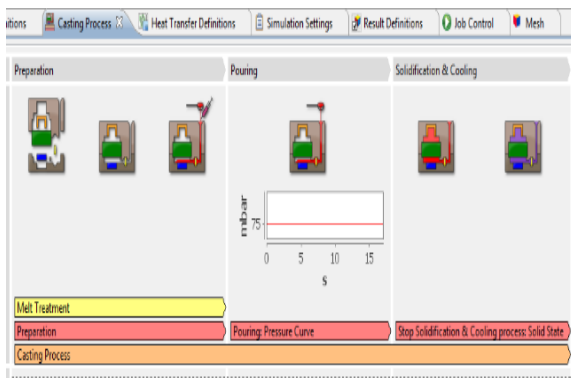 itions Casting Process Heat Transfer Definitions Simulation Settings Result Definitions Job Control Mesh
Preparation Pouring Solidification & Cooling
mbar
75
0 5 10 15
s
Melt Treatment
Preparation Pouring: Pressure Curve Stop Solidification & Cooling process: Solid State
Casting Process